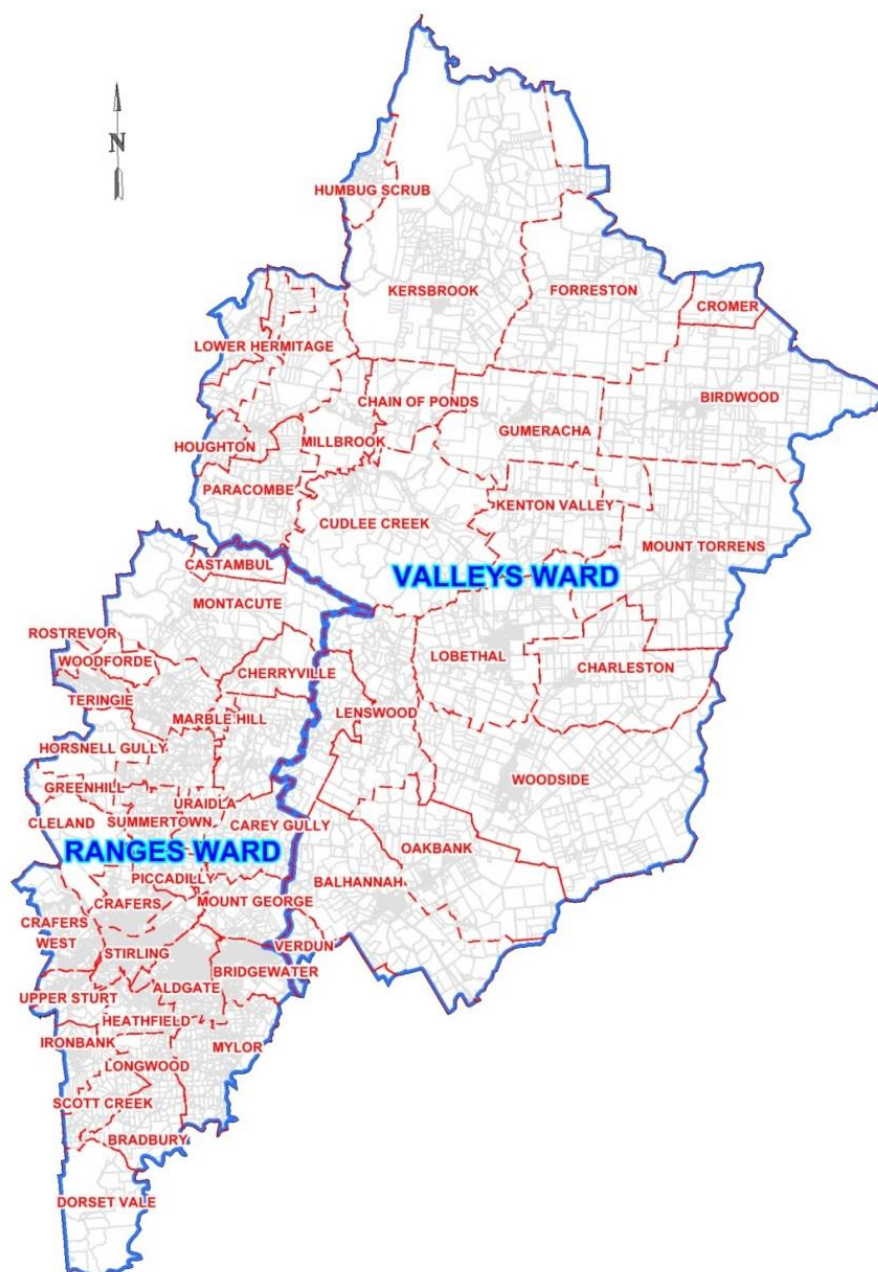 N
HUMBUG SCRUB
KERSBROOK
FORRESTON
CROMER
LOWER HERMITAGE
BIRDWOOD
CHAIN OF PONDS
GUMERACHA
HOUGHTON
MILLBROOK
PARACOMBE
KENTON VALLEY
CUDLEE CREEK
MOUNT TORRENS
CASTAMBUL
VALLEYS WARD
MONTACUTE
ROSTREVOR
WOODFORDE
LOBETHAL
CHARLESTON
CHERRYVILLE
TERINGIE
MARBLE HILL
LENSWOOD
HORSNELL GULLY
WOODSIDE
GREENHILL
URAIDLA
CLELAND
SUMMERTOWN
CAREY GULLY
RANGES WARD
OAKBANK
PICCADILLY
BALHANNAH
CRAFERS
MOUNT GEORGE
CRAFERS
WEST
STIRLING
VERDUN
BRIDGEWATER
ALDGATE
UPPER STURT
HEATHFIELD
IRONBANK
MYLOR
LONGWOOD
SCOTT CREEK
BRADBURY
DORSET VALE